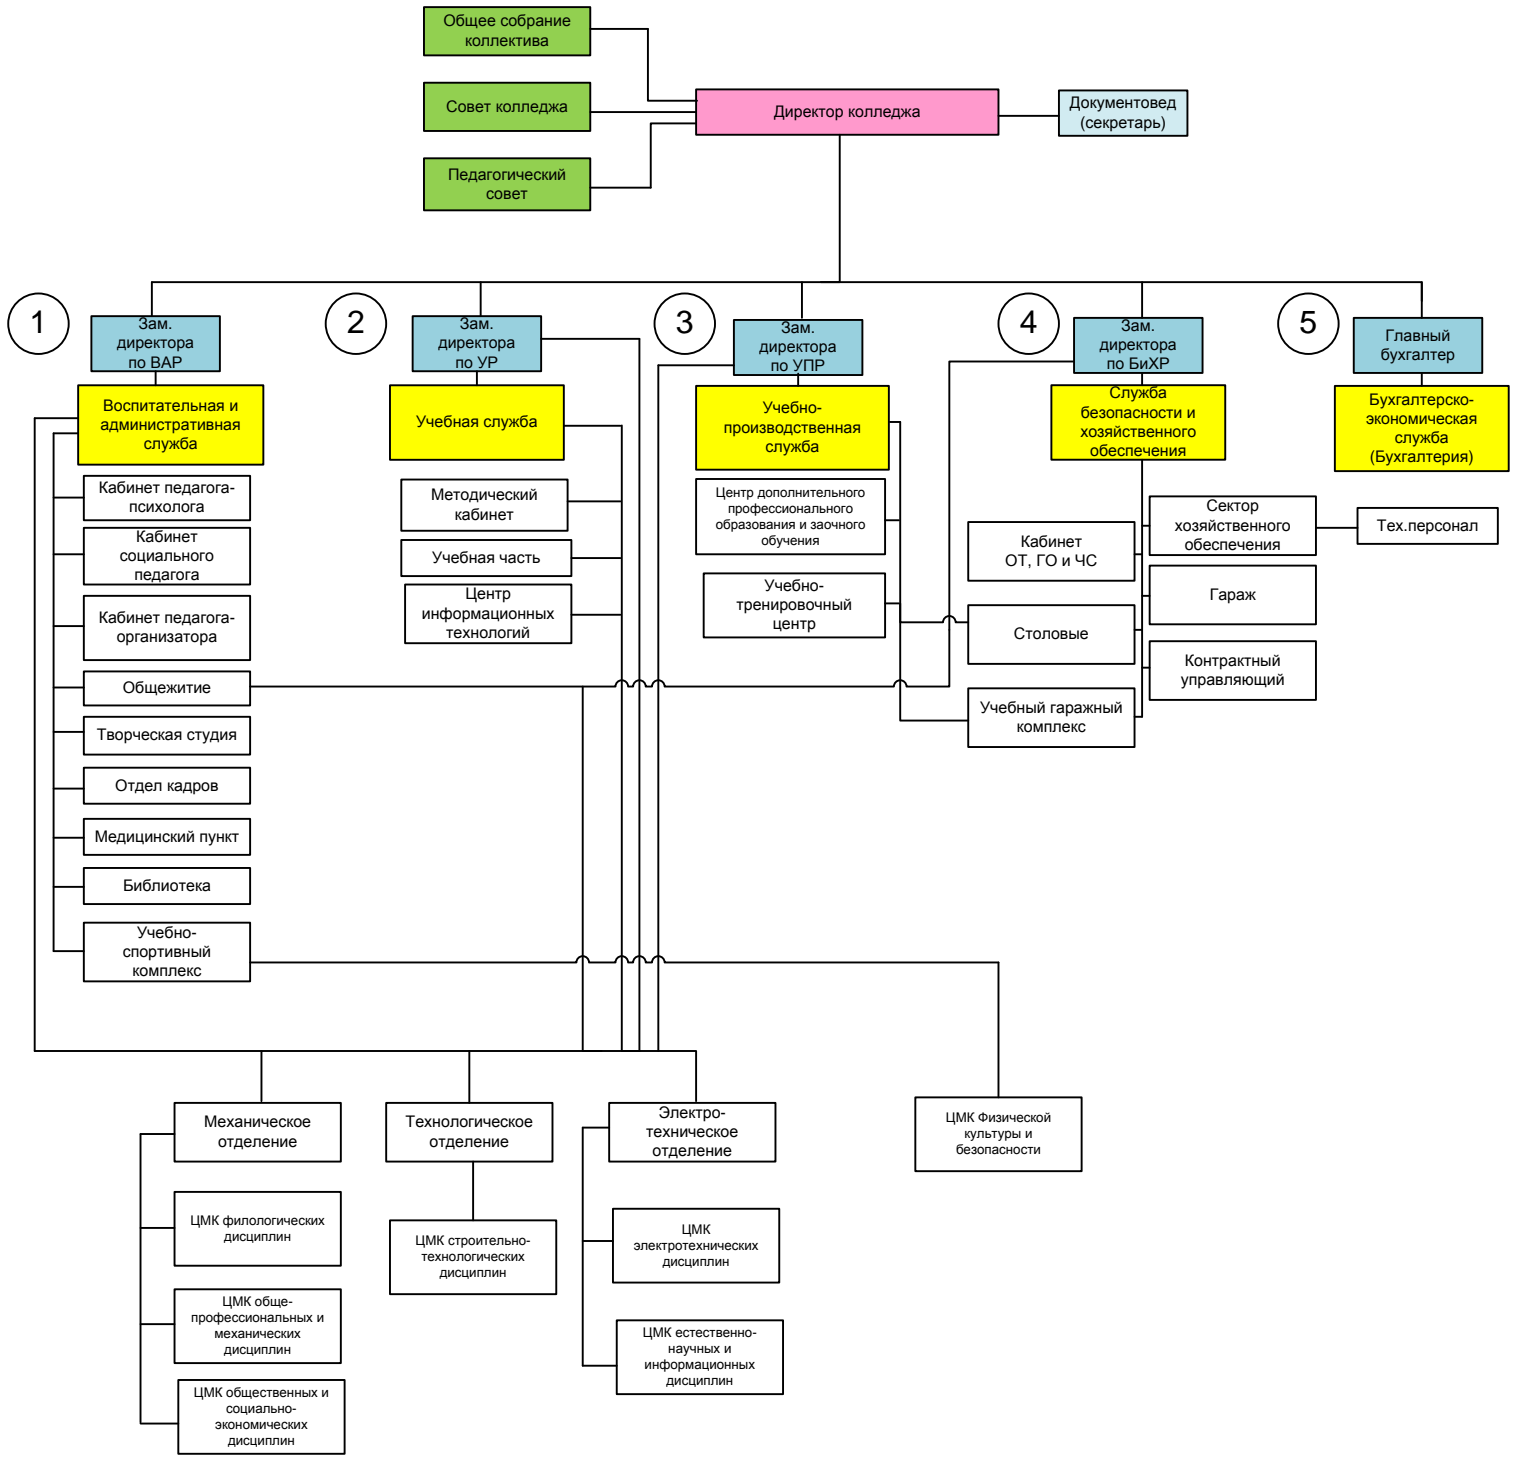 Общее собрание
коллектива
Совет колледжа
Директор колледжа
Документовед
(секретарь)
Педагогический
совет
1
Зам.
директора
по ВАР
2
Зам.
директора
по УР
3
Зам.
директора
по УПР
4
Зам.
директора
по БиХР
5
Главный
бухгалтер
Воспитательная и
административная
служба
Учебная служба
Учебно-
производственная
служба
Служба
безопасности и
хозяйственного
обеспечения
Бухгалтерско-
экономическая
служба
(Бухгалтерия)
Кабинет педагога-
психолога
Кабинет
социального
педагога
Кабинет педагога-
организатора
Общежитие
Творческая студия
Отдел кадров
Медицинский пункт
Библиотека
Учебно-
спортивный
комплекс
Методический
кабинет
Учебная часть
Центр
информационных
технологий
Центр дополнительного
профессионального
образования и заочного
обучения
Учебно-
тренировочный
центр
Кабинет
ОТ, ГО и ЧС
Столовые
Учебный гаражный
комплекс
Сектор
хозяйственного
обеспечения
Гараж
Контрактный
управляющий
Тех.персонал
Механическое
отделение
Технологическое
отделение
Электро-
техническое
отделение
ЦМК Физической
культуры и
безопасности
ЦМК филологических
дисциплин
ЦМК обще-
профессиональных и
механических
дисциплин
ЦМК общественных и
социально-
экономических
дисциплин
ЦМК строительно-
технологических
дисциплин
ЦМК
электротехнических
дисциплин
ЦМК естественно-
научных и
информационных
дисциплин